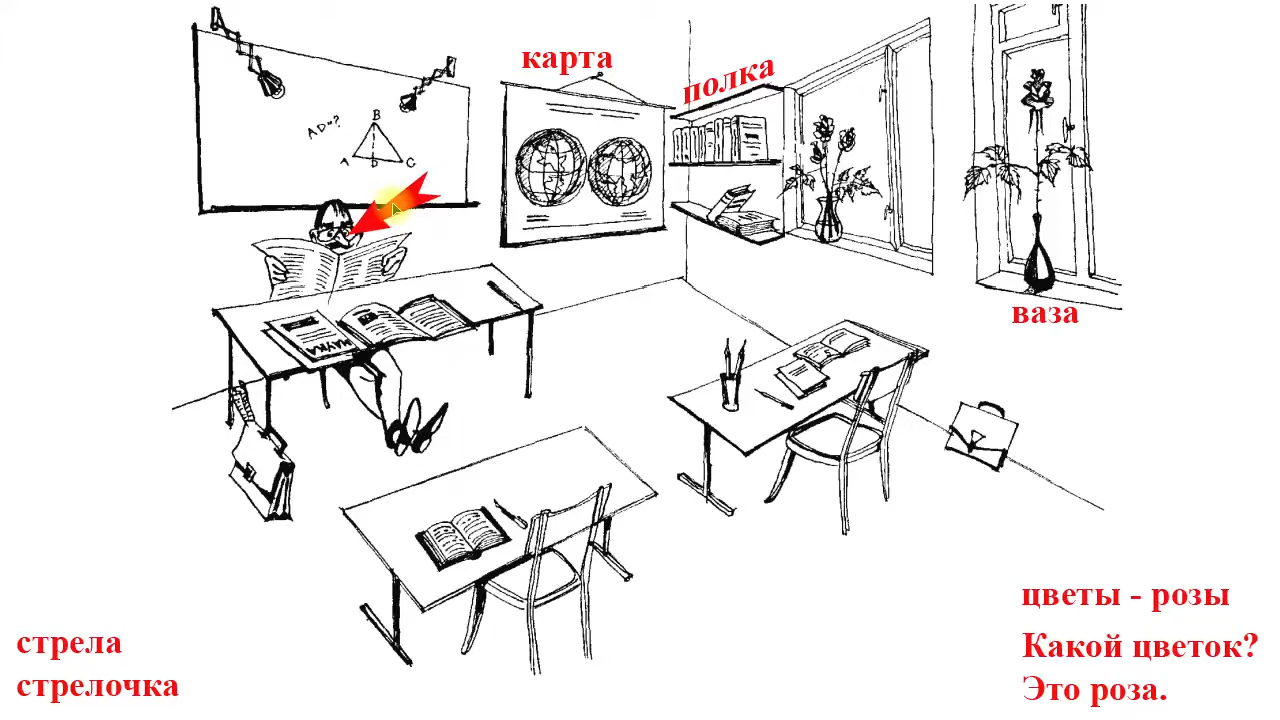 карта
полка
AD=?
B
A
D
C
НАУКА
ваза
цветы - розы
стрела
Какой цветок?
стрелочка
Это роза.